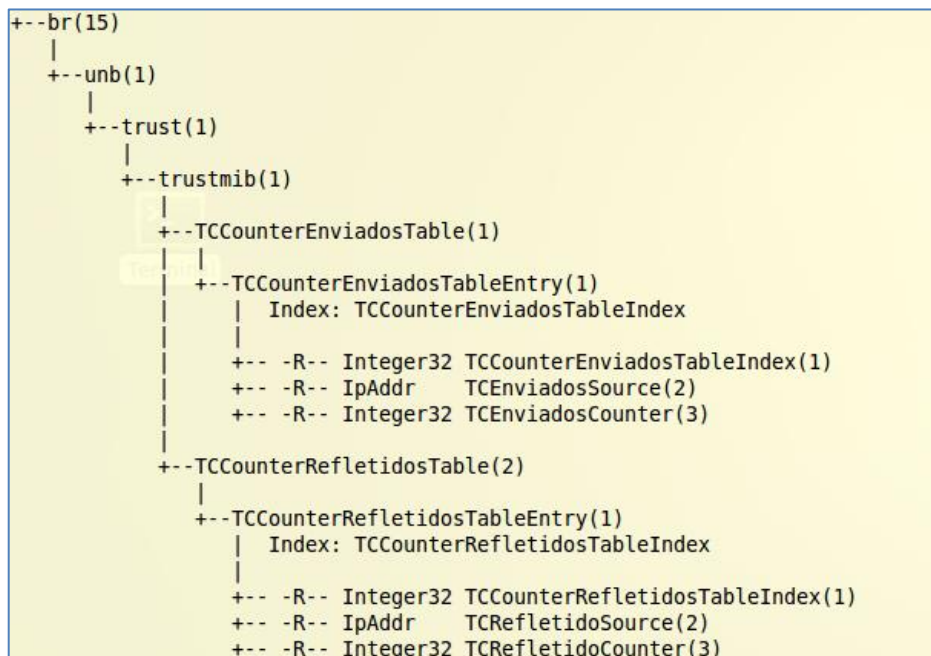 +--br(15)
   |
   +--unb(1)
      |
      +--trust(1)
         |
         +--trustmib(1)
            |
            +--TCCounterEnviadosTable(1)
            |  |
            |  +--TCCounterEnviadosTableEntry(1)
            |     |  Index: TCCounterEnviadosTableIndex
            |     |
            |     +-- -R-- Integer32 TCCounterEnviadosTableIndex(1)
            |     +-- -R-- IpAddr    TCEnviadosSource(2)
            |     +-- -R-- Integer32 TCEnviadosCounter(3)
            |
            +--TCCounterRefletidosTable(2)
               |
               +--TCCounterRefletidosTableEntry(1)
                  |  Index: TCCounterRefletidosTableIndex
                  |
                  +-- -R-- Integer32 TCCounterRefletidosTableIndex(1)
                  +-- -R-- IpAddr    TCRefletidoSource(2)
                  +-- -R-- Integer32 TCRefletidoCounter(3)